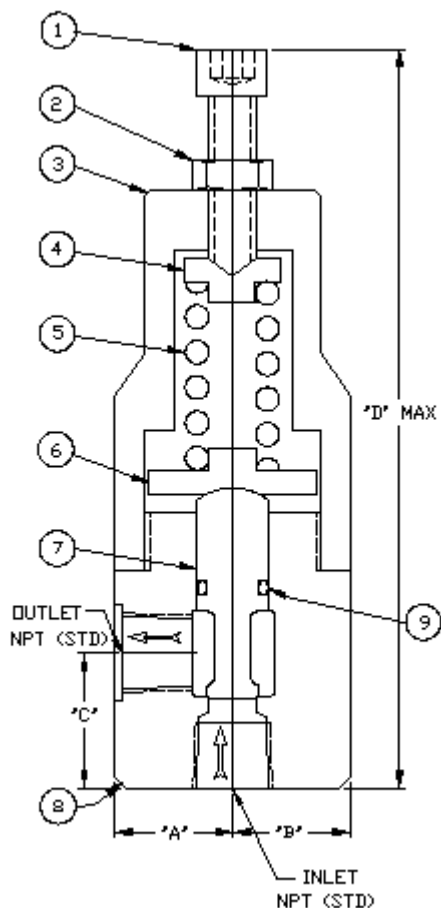 1
2
3
4
5
"D" MAX
6
7
9
OUTLET
NPT (STD)
"C"
8
"A"
"B"
INLET
NPT (STD)